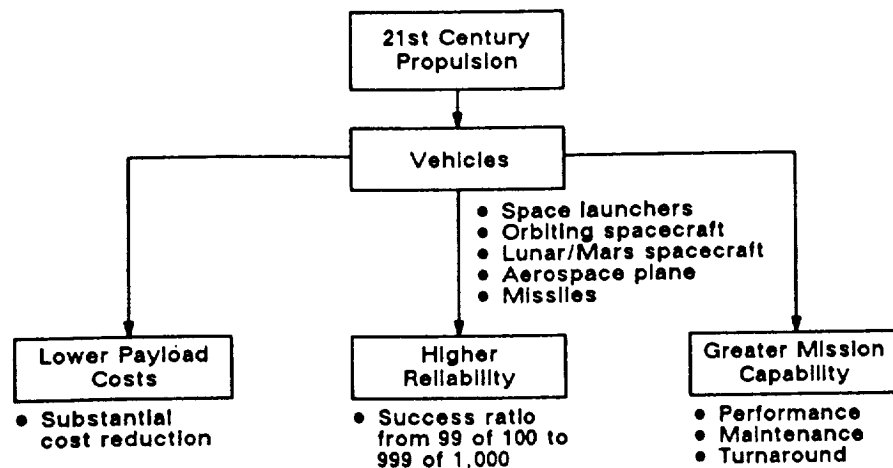 21st Century
Propulsion
Vehicles
● Space launchers
● Orbiting spacecraft
● Lunar/Mars spacecraft
● Aerospace plane
● Missiles
Lower Payload
Costs
● Substantial
cost reduction
Higher
Reliability
● Success ratio
from 99 of 100 to
999 of 1,000
Greater Mission
Capability
● Performance
● Maintenance
● Turnaround